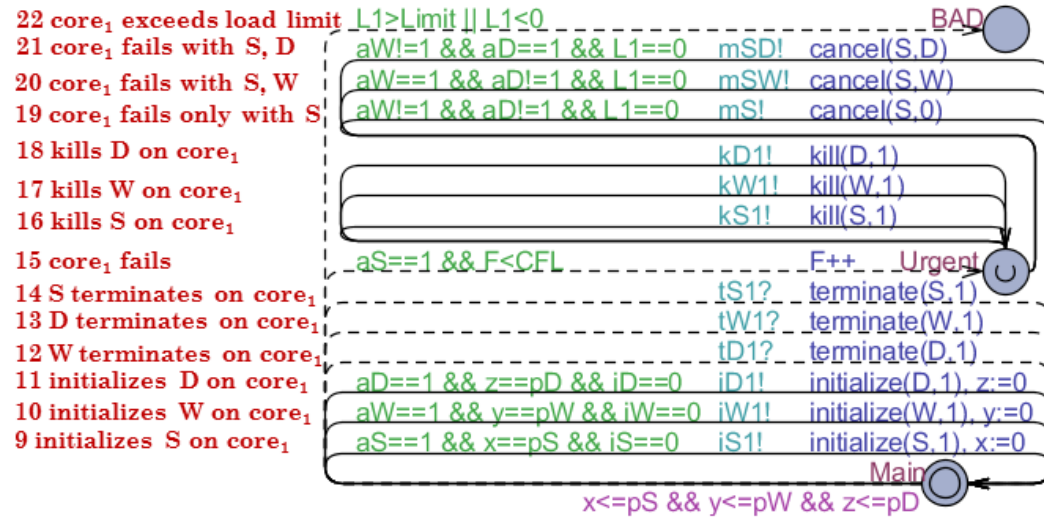 22 core₁ exceeds load limit L1>Limit || L1<0 BAD
21 core₁ fails with S, D aW!=1 && aD==1 && L1==0 mSD! cancel(S,D)
20 core₁ fails with S, W aW==1 && aD!=1 && L1==0 mSW! cancel(S,W)
19 core₁ fails only with S aW!=1 && aD!=1 && L1==0 mS! cancel(S,0)
18 kills D on core₁ kD1! kill(D,1)
17 kills W on core₁ kW1! kill(W,1)
16 kills S on core₁ kS1! kill(S,1)
15 core₁ fails aS==1 && F<CFL F++ Urgent
14 S terminates on core₁ tS1? terminate(S,1)
13 D terminates on core₁ tW1? terminate(W,1)
12 W terminates on core₁ tD1? terminate(D,1)
11 initializes D on core₁ aD==1 && z==pD && iD==0 iD1! initialize(D,1), z:=0
10 initializes W on core₁ aW==1 && y==pW && iW==0 iW1! initialize(W,1), y:=0
9 initializes S on core₁ aS==1 && x==pS && iS==0 iS1! initialize(S,1), x:=0
Main
x<=pS && y<=pW && z<=pD